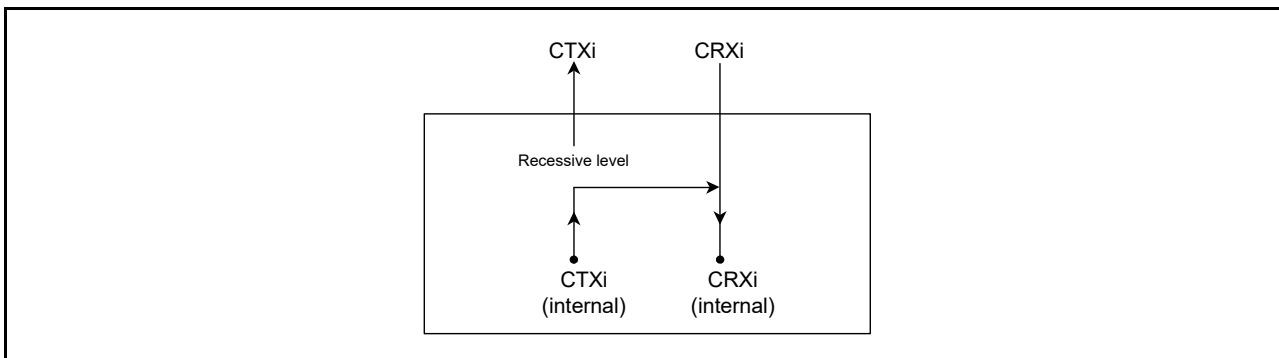 CTXi CRXi
Recessive level
CTXi CRXi
(internal) (internal)